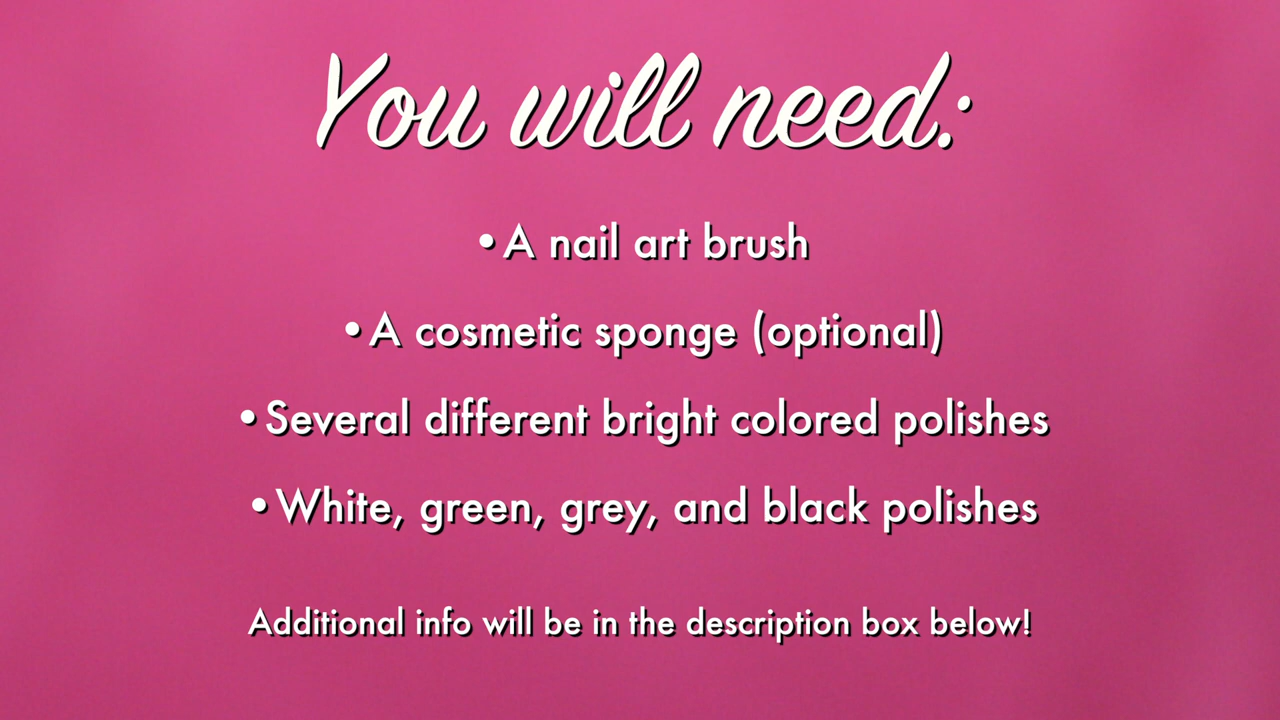 You will need:
•A nail art brush
•A cosmetic sponge (optional)
•Several different bright colored polishes
•White, green, grey, and black polishes
Additional info will be in the description box below!